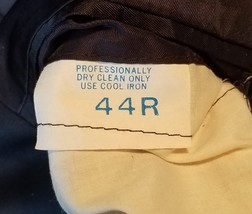 PROFESSIONALLY
DRY CLEAN ONLY
USE COOL IRON
44R